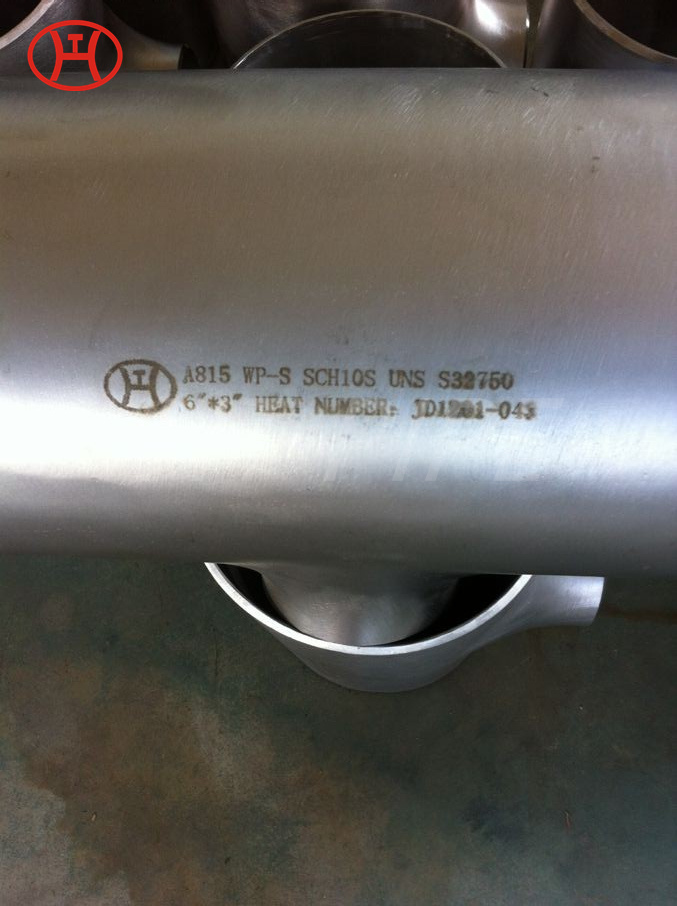 A815 WP-S SCH10S UNS S32750
6"*3" HEAT NUMBER: JD1201-043